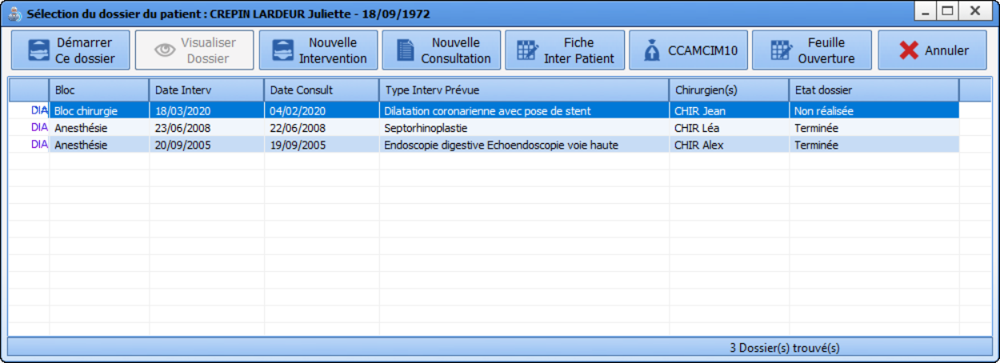 Sélection du dossier du patient : CREPIN LARDEUR Juliette - 18/09/1972
Démarrer Ce dossier
Visualiser Dossier
Nouvelle Intervention
Nouvelle Consultation
Fiche Inter Patient
CCAMCIM10
Feuille Ouverture
Annuler
Bloc Date Interv Date Consult Type Interv Prévue Chirurgien(s) Etat dossier
DIA Bloc chirurgie 18/03/2020 04/02/2020 Dilatation coronarienne avec pose de stent CHIR Jean Non réalisée
DIA Anesthésie 23/06/2008 22/06/2008 Septorhinoplastie CHIR Léa Terminée
DIA Anesthésie 20/09/2005 19/09/2005 Endoscopie digestive Echoendoscopie voie haute CHIR Alex Terminée
3 Dossier(s) trouvé(s)